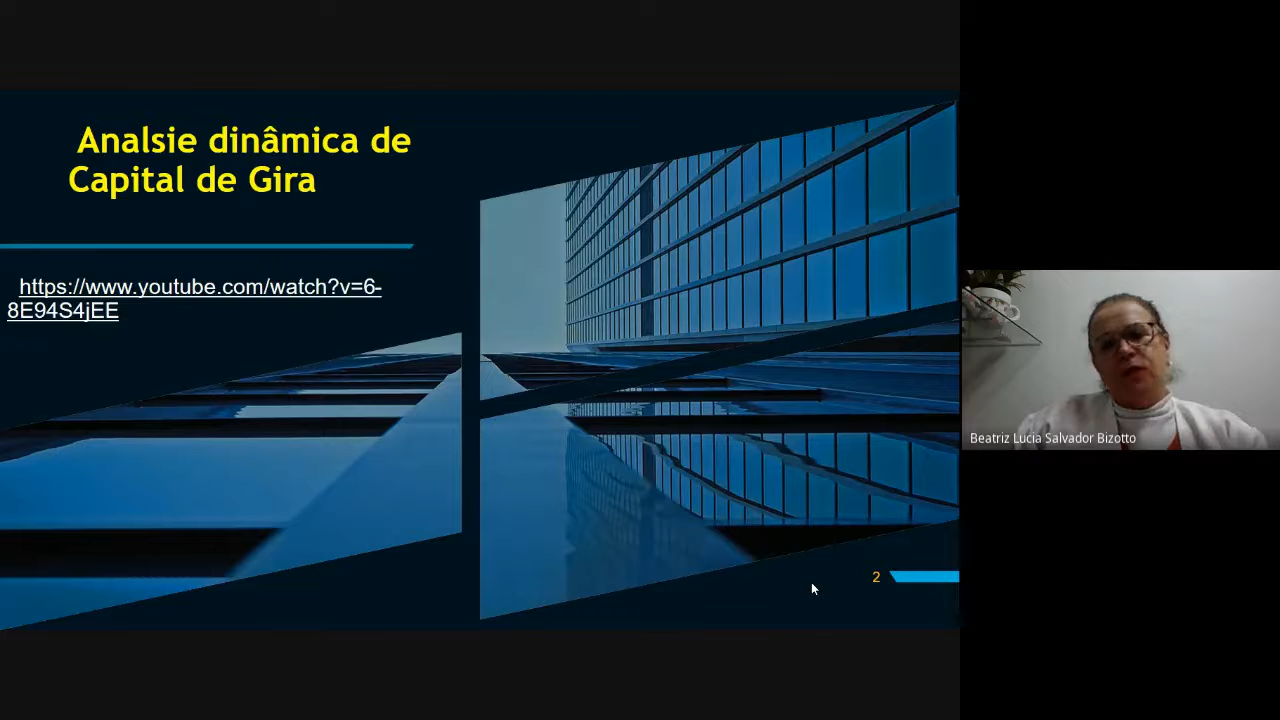 Analsie dinâmica de
Capital de Gira
https://www.youtube.com/watch?v=6-
8E94S4jEE
Beatriz Lucia Salvador Bizotto
2